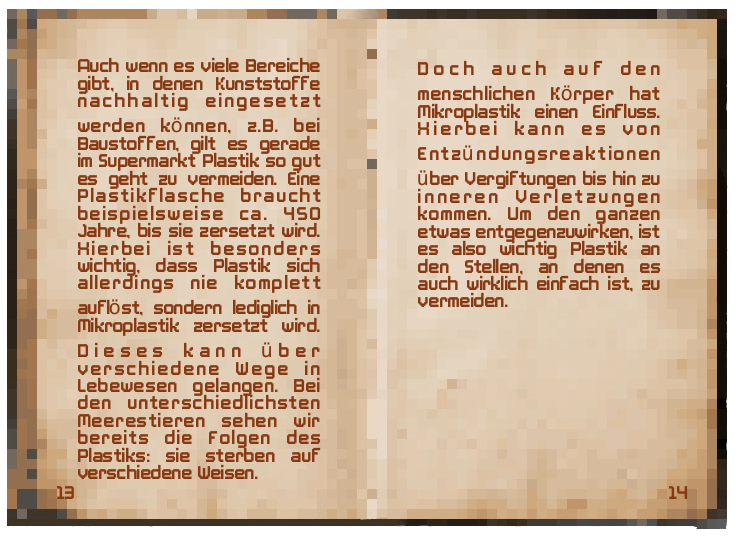 Auch wenn es viele Bereiche
gibt, in denen Kunststoffe
nachhaltig eingesetzt
werden können, z.B. bei
Baustoffen, gilt es gerade
im Supermarkt Plastik so gut
es geht zu vermeiden. Eine
Plastikflasche braucht
beispielsweise ca. 450
Jahre, bis sie zersetzt wird.
Hierbei ist besonders
wichtig, dass Plastik sich
allerdings nie komplett
auflöst, sondern lediglich in
Mikroplastik zersetzt wird.
Dieses kann über
verschiedene Wege in
Lebewesen gelangen. Bei
den unterschiedlichsten
Meerestieren sehen wir
bereits die Folgen des
Plastiks: sie sterben auf
verschiedene Weisen.
13
Doch auch auf den
menschlichen Körper hat
Mikroplastik einen Einfluss.
Hierbei kann es von
Entzündungsreaktionen
über Vergiftungen bis hin zu
inneren Verletzungen
kommen. Um den ganzen
etwas entgegenzuwirken, ist
es also wichtig Plastik an
den Stellen, an denen es
auch wirklich einfach ist, zu
vermeiden.
14